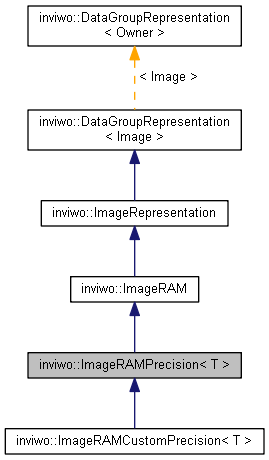 inviwo::DataGroupRepresentation
< Owner >
< Image >
inviwo::DataGroupRepresentation
< Image >
inviwo::ImageRepresentation
inviwo::ImageRAM
inviwo::ImageRAMPrecision< T >
inviwo::ImageRAMCustomPrecision< T >